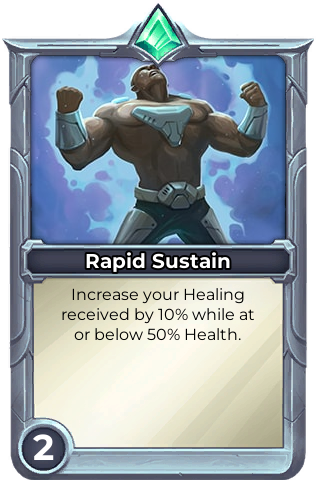 Rapid Sustain
Increase your Healing
received by 10% while at
or below 50% Health.
2